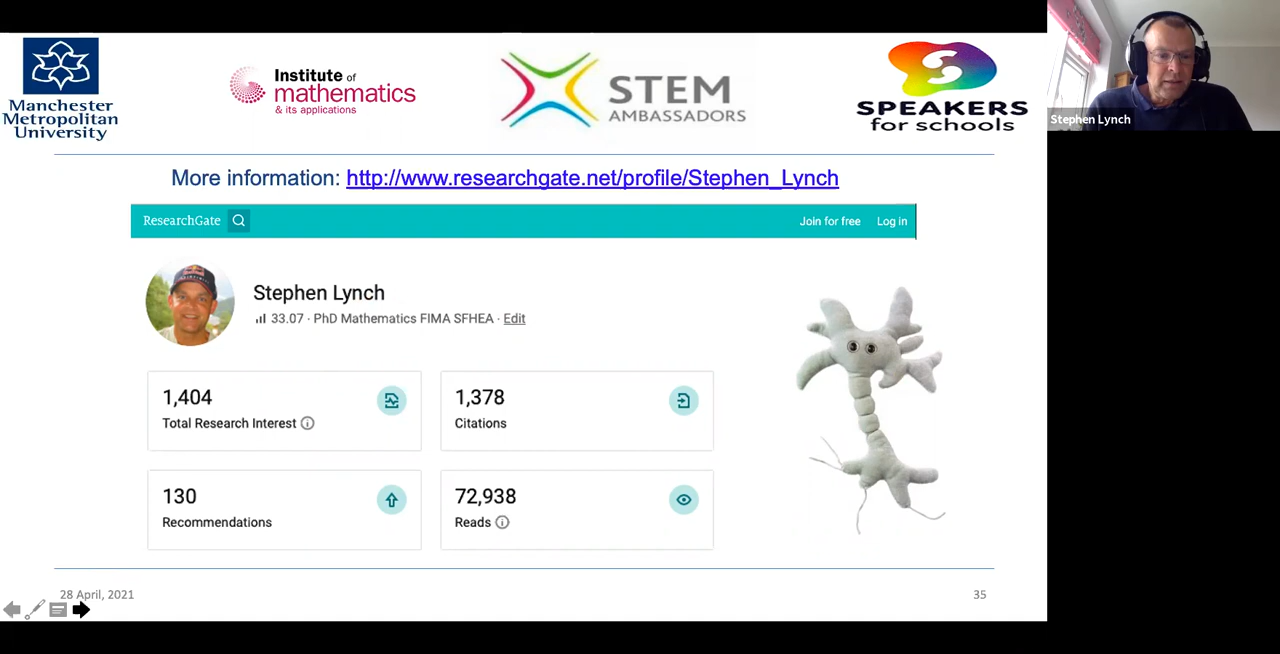 Manchester
Metropolitan
University
Institute of
mathematics
& its applications
STEM
AMBASSADORS
SPEAKERS
for schools
Stephen Lynch
More information: http://www.researchgate.net/profile/Stephen_Lynch
ResearchGate
Join for free
Log in
Stephen Lynch
33.07 · PhD Mathematics FIMA SFHEA · Edit
1,404
Total Research Interest
1,378
Citations
130
Recommendations
72,938
Reads
28 April, 2021
35